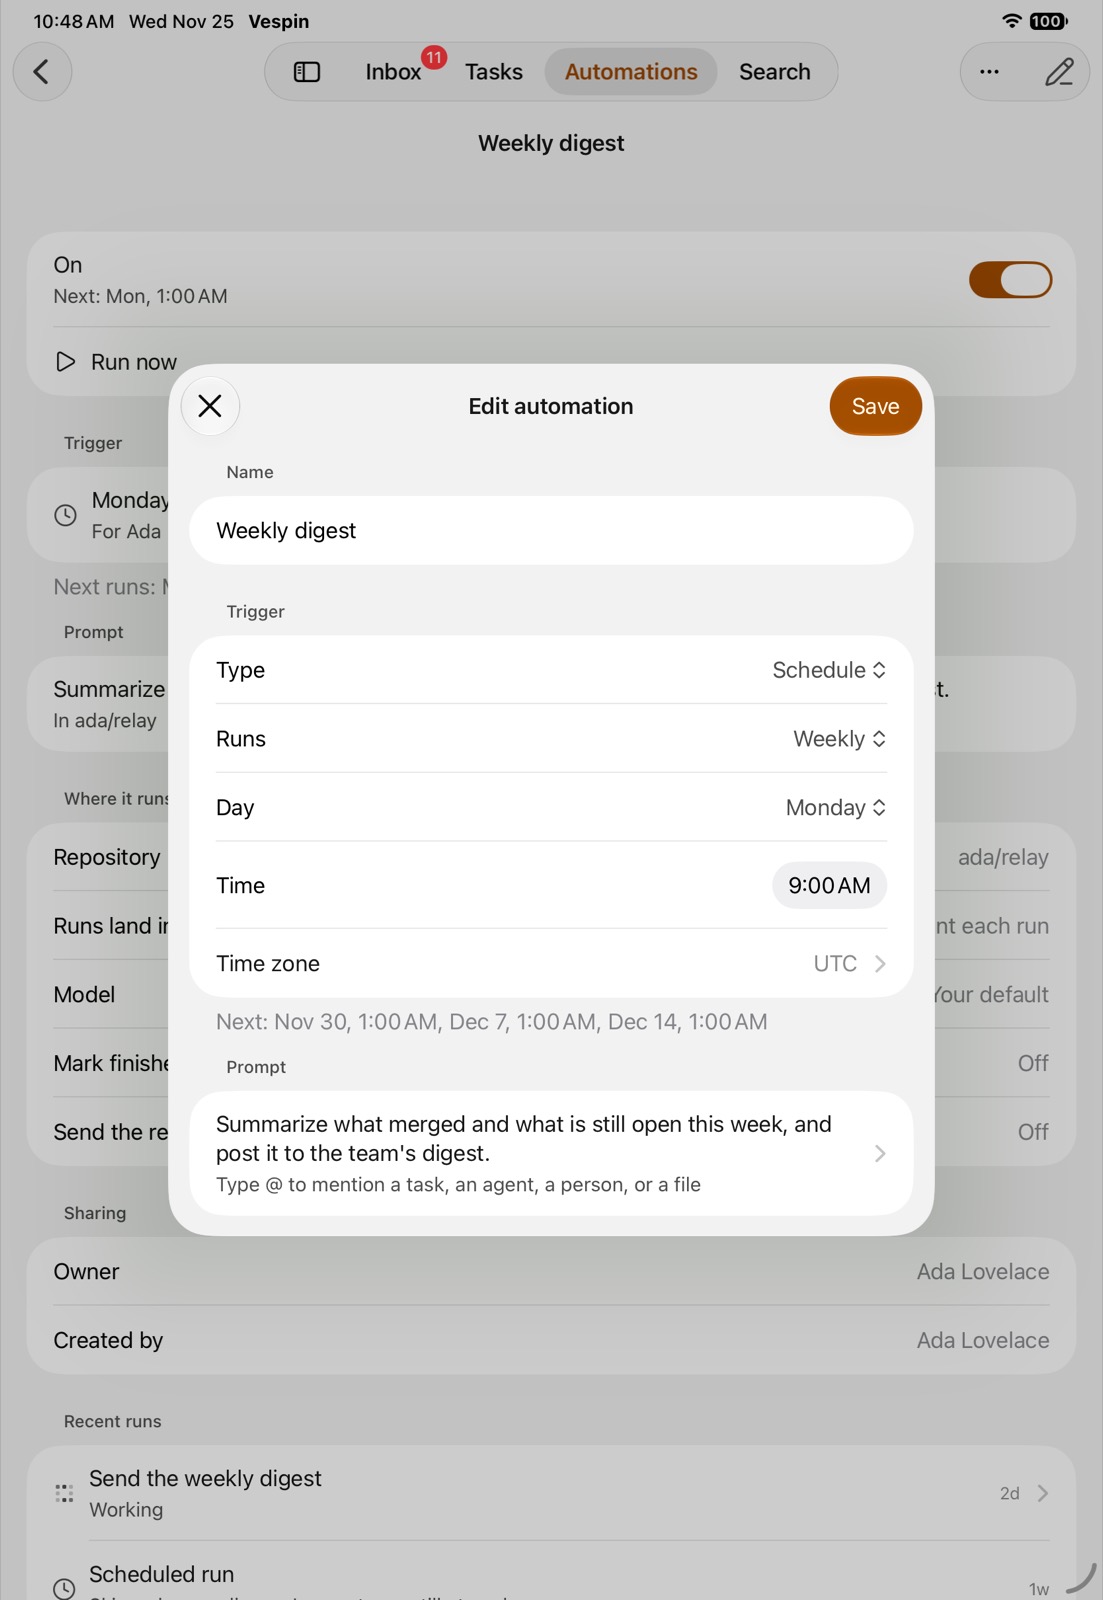 10:48 AM Wed Nov 25 Vespin
100
Inbox 11 Tasks Automations Search
Weekly digest
On
Next: Mon, 1:00 AM
Run now
Edit automation
Save
Name
Weekly digest
Trigger
Type Schedule
Runs Weekly
Day Monday
Time 9:00 AM
Time zone UTC
Next: Nov 30, 1:00 AM, Dec 7, 1:00 AM, Dec 14, 1:00 AM
Prompt
Summarize what merged and what is still open this week, and
post it to the team's digest.
Type @ to mention a task, an agent, a person, or a file
Trigger
Monday
For Ada
Next runs:
Prompt
Summarize
In ada/relay
Where it runs
Repository ada/relay
Runs land each run
Model Your default
Mark Off
Send the Off
Sharing
Owner Ada Lovelace
Created by Ada Lovelace
Recent runs
Send the weekly digest
Working
2d
Scheduled run
1w